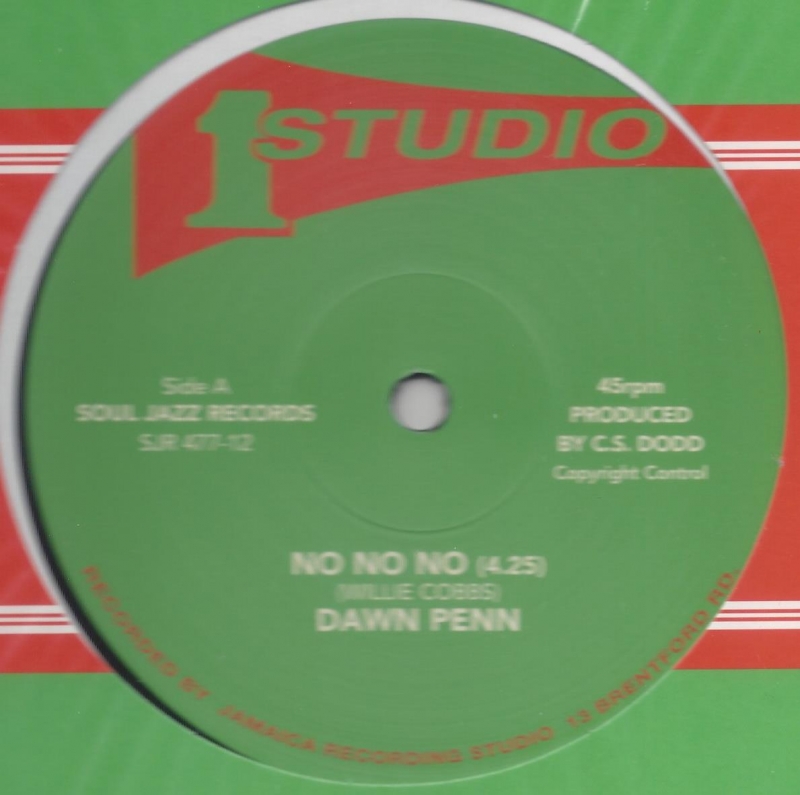 1 STUDIO
Side A
SOUL JAZZ RECORDS
SJR 477-12
45rpm
PRODUCED
BY C.S. DODD
Copyright Control
NO NO NO (4.25)
(WILLIE COBBS)
DAWN PENN
RECORDED BY JAMAICA RECORDING STUDIO 13 BRENTFORD RD.